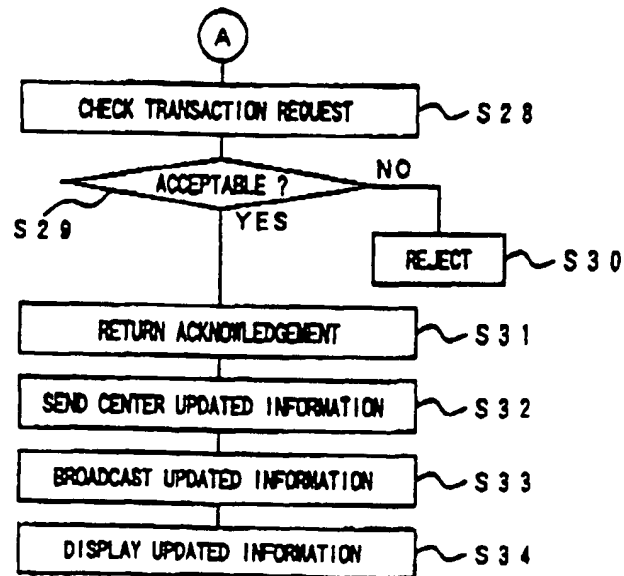 A
CHECK TRANSACTION REQUEST S28
ACCEPTABLE ? NO
S29 YES
REJECT S30
RETURN ACKNOWLEDGEMENT S31
SEND CENTER UPDATED INFORMATION S32
BROADCAST UPDATED INFORMATION S33
DISPLAY UPDATED INFORMATION S34